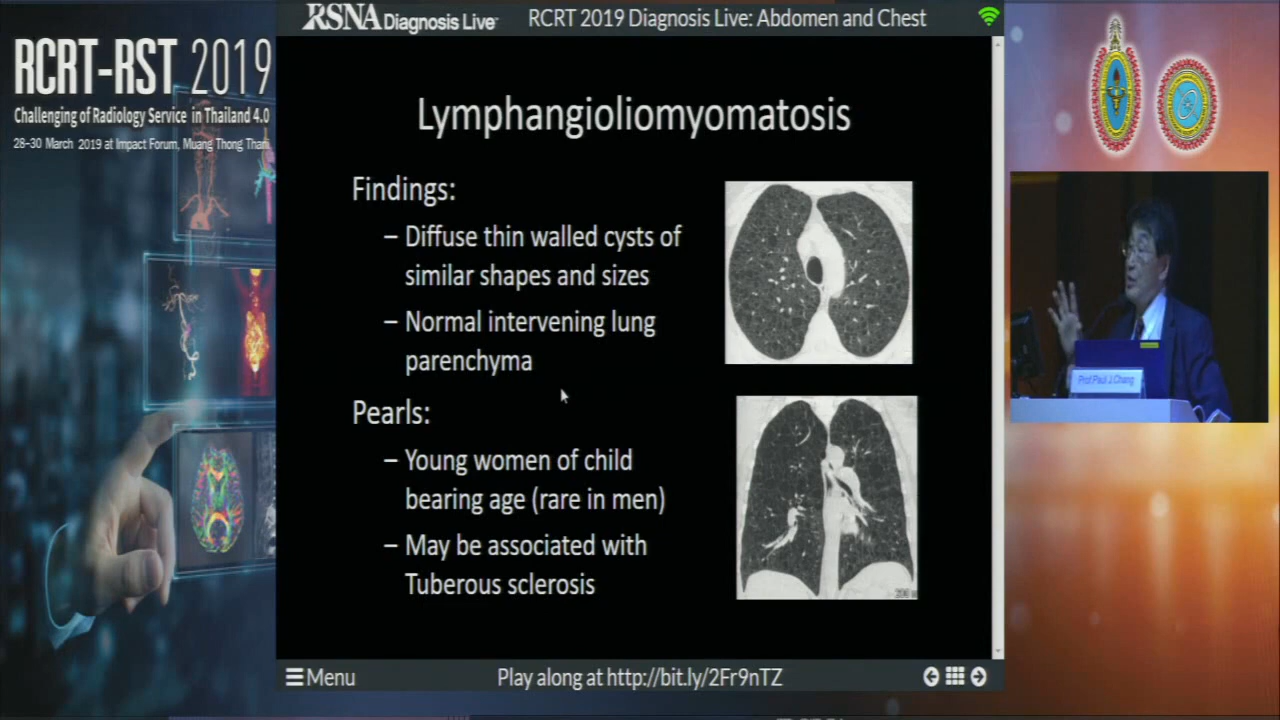 RSNA Diagnosis Live
RCRT 2019 Diagnosis Live: Abdomen and Chest
RCRT-RST 2019
Challenging of Radiology Service in Thailand 4.0
28-30 March 2019 at Impact Forum, Muang Thong Thani.
Lymphangioliomyomatosis
Findings:
– Diffuse thin walled cysts of
similar shapes and sizes
– Normal intervening lung
parenchyma
Pearls:
– Young women of child
bearing age (rare in men)
– May be associated with
Tuberous sclerosis
Prof.Paul J.Chang
Menu
Play along at http://bit.ly/2Fr9nTZ